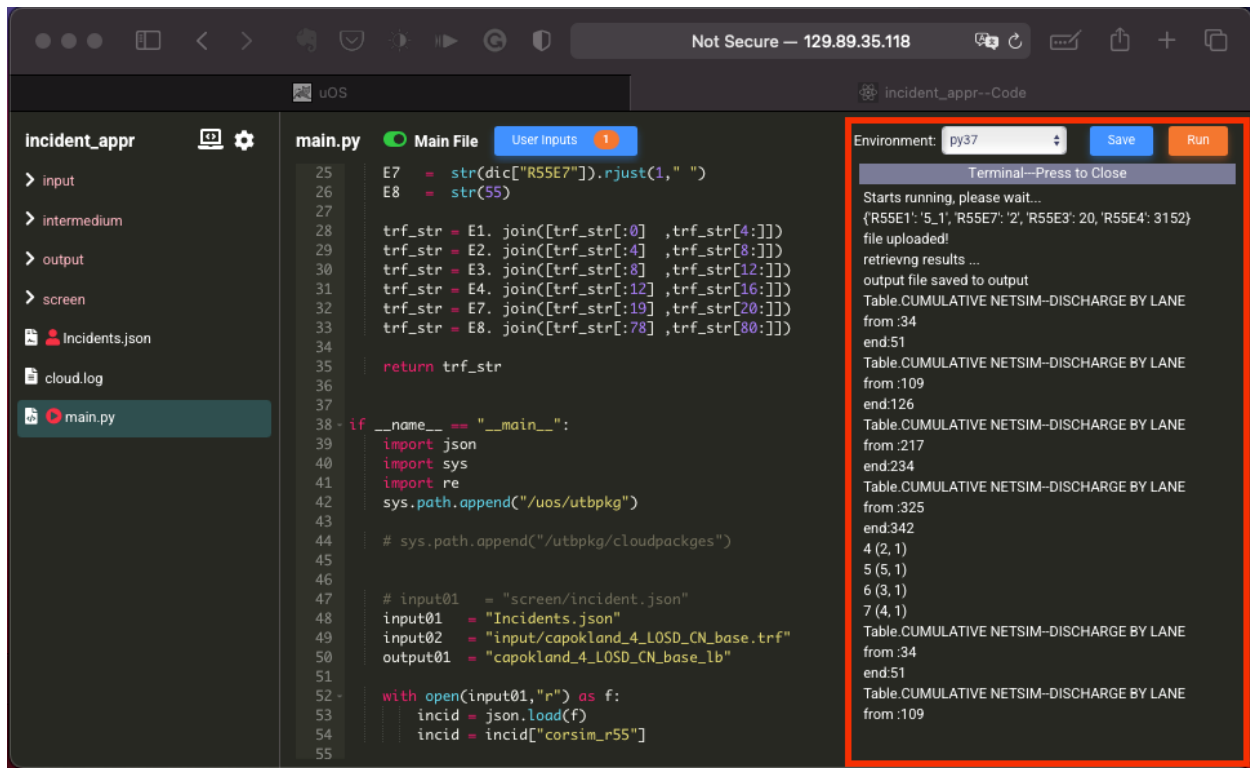 Not Secure — 129.89.35.118
uOS
incident_appr--Code
incident_appr
input
intermedium
output
screen
Incidents.json
cloud.log
main.py
main.py Main File User Inputs 1
25 E7 = str(dic["R55E7"]).rjust(1," ")
26 E8 = str(55)
27
28 trf_str = E1. join([trf_str[:0] ,trf_str[4:]])
29 trf_str = E2. join([trf_str[:4] ,trf_str[8:]])
30 trf_str = E3. join([trf_str[:8] ,trf_str[12:]])
31 trf_str = E4. join([trf_str[:12] ,trf_str[16:]])
32 trf_str = E7. join([trf_str[:19] ,trf_str[20:]])
33 trf_str = E8. join([trf_str[:78] ,trf_str[80:]])
34
35 return trf_str
36
37
38 if __name__ == "__main__":
39 import json
40 import sys
41 import re
42 sys.path.append("/uos/utbpkg")
43
44 # sys.path.append("/utbpkg/cloudpackges")
45
46
47 # input01 = "screen/incident.json"
48 input01 = "Incidents.json"
49 input02 = "input/capokland_4_LOSD_CN_base.trf"
50 output01 = "capokland_4_LOSD_CN_base_lb"
51
52 with open(input01,"r") as f:
53 incid = json.load(f)
54 incid = incid["corsim_r55"]
55
Environment: py37 Save Run
Terminal---Press to Close
Starts running, please wait...
{'R55E1': '5_1', 'R55E7': '2', 'R55E3': 20, 'R55E4': 3152}
file uploaded!
retrievng results ...
output file saved to output
Table.CUMULATIVE NETSIM--DISCHARGE BY LANE
from :34
end:51
Table.CUMULATIVE NETSIM--DISCHARGE BY LANE
from :109
end:126
Table.CUMULATIVE NETSIM--DISCHARGE BY LANE
from :217
end:234
Table.CUMULATIVE NETSIM--DISCHARGE BY LANE
from :325
end:342
4 (2, 1)
5 (5, 1)
6 (3, 1)
7 (4, 1)
Table.CUMULATIVE NETSIM--DISCHARGE BY LANE
from :34
end:51
Table.CUMULATIVE NETSIM--DISCHARGE BY LANE
from :109